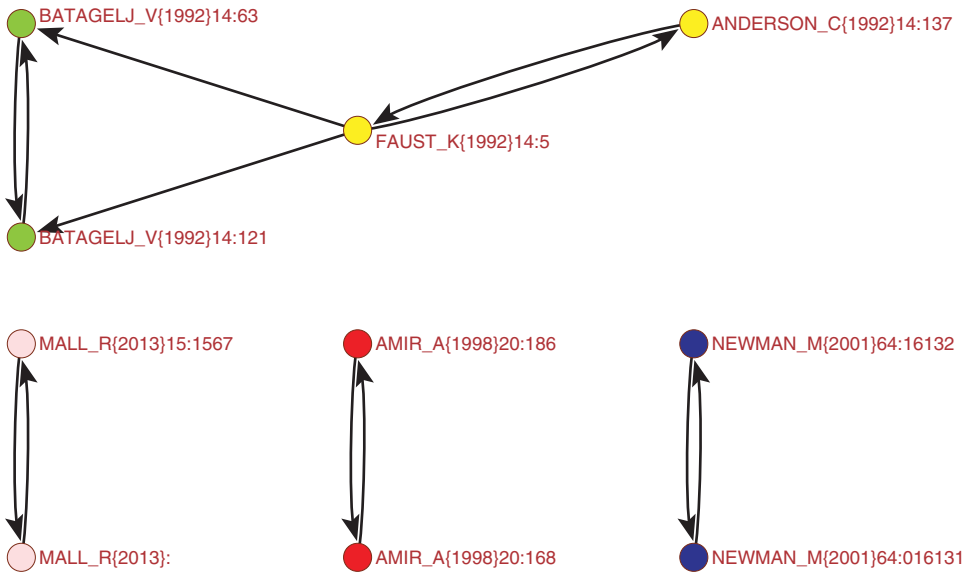 BATAGELJ_V{1992}14:63
ANDERSON_C{1992}14:137
FAUST_K{1992}14:5
BATAGELJ_V{1992}14:121
MALL_R{2013}15:1567
AMIR_A{1998}20:186
NEWMAN_M{2001}64:16132
MALL_R{2013}:
AMIR_A{1998}20:168
NEWMAN_M{2001}64:016131